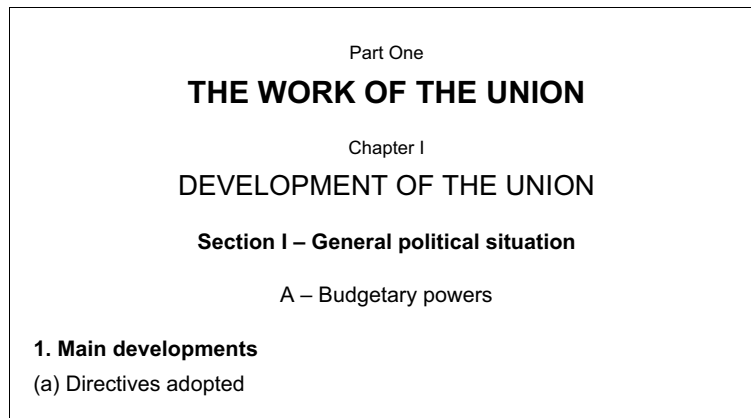 Part One
THE WORK OF THE UNION
Chapter I
DEVELOPMENT OF THE UNION
Section I – General political situation
A – Budgetary powers
1. Main developments
(a) Directives adopted